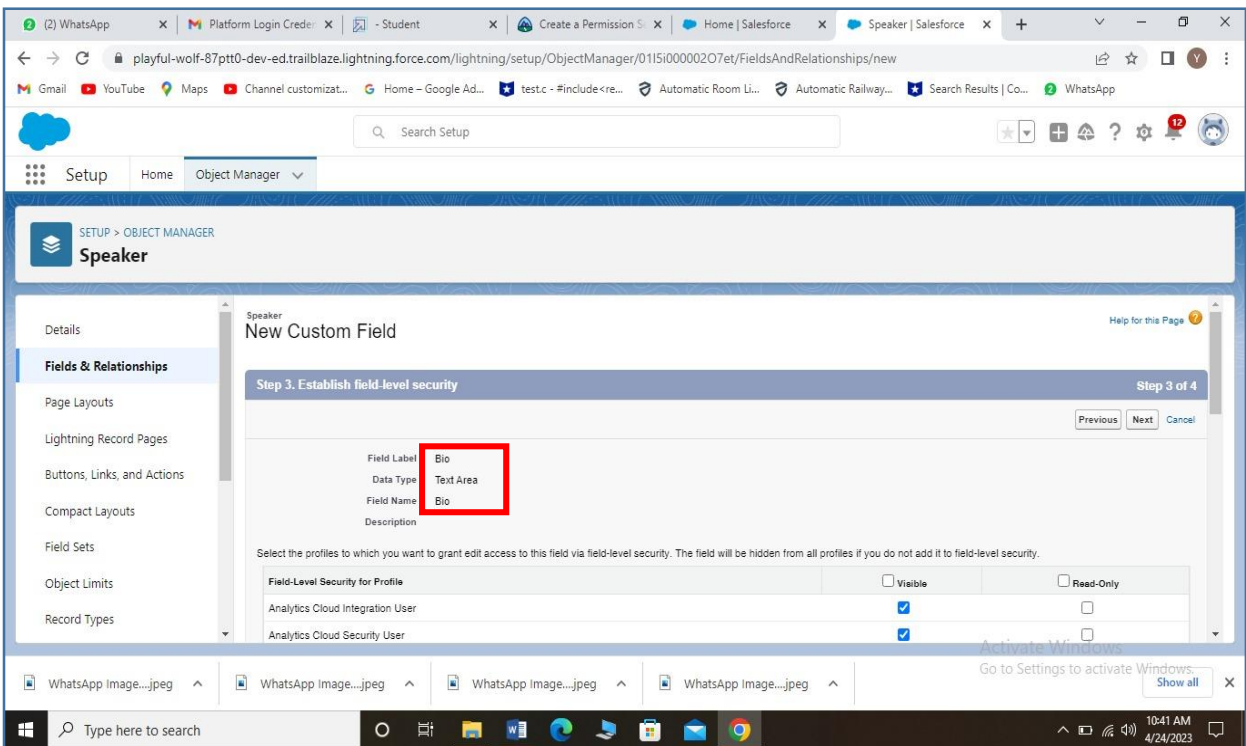 (2) WhatsApp
Platform Login Creder
- Student
Create a Permission S
Home | Salesforce
Speaker | Salesforce
playful-wolf-87ptt0-dev-ed.trailblaze.lightning.force.com/lightning/setup/ObjectManager/01I5i000002O7et/FieldsAndRelationships/new
Y
Gmail
YouTube
Maps
Channel customizat...
Home – Google Ad...
test.c - #include<re...
Automatic Room Li...
Automatic Railway...
Search Results | Co...
WhatsApp
Search Setup
12
Setup
Home
Object Manager
SETUP > OBJECT MANAGER
Speaker
Details
Fields & Relationships
Page Layouts
Lightning Record Pages
Buttons, Links, and Actions
Compact Layouts
Field Sets
Object Limits
Record Types
Speaker
New Custom Field
Help for this Page
Step 3. Establish field-level security
Step 3 of 4
Previous Next Cancel
Field Label Bio
Data Type Text Area
Field Name Bio
Description
Select the profiles to which you want to grant edit access to this field via field-level security. The field will be hidden from all profiles if you do not add it to field-level security.
Field-Level Security for Profile Visible Read-Only
Analytics Cloud Integration User
Analytics Cloud Security User
Activate Windows
Go to Settings to activate Windows.
WhatsApp Image....jpeg
WhatsApp Image....jpeg
WhatsApp Image....jpeg
WhatsApp Image....jpeg
Show all
Type here to search
10:41 AM
4/24/2023